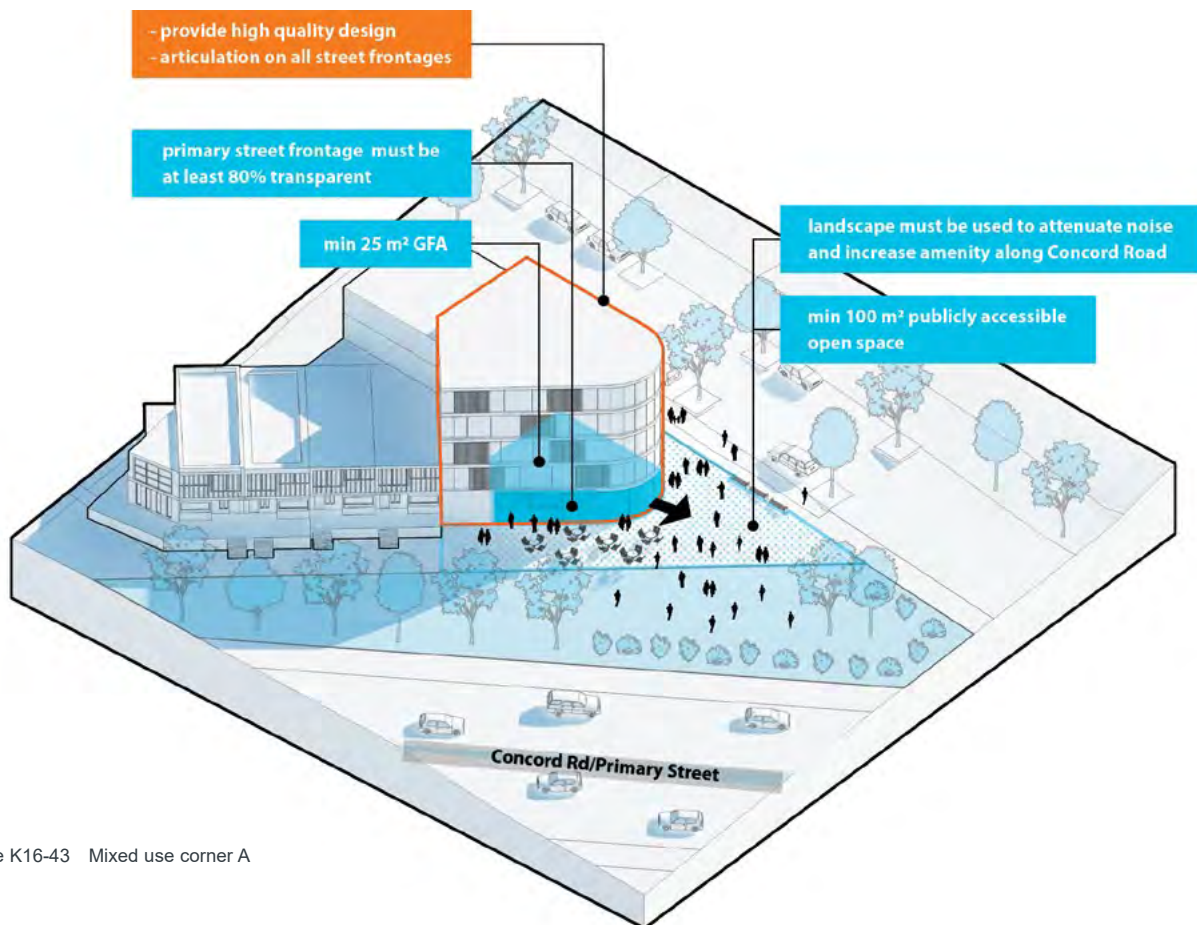 - provide high quality design
- articulation on all street frontages
primary street frontage must be
at least 80% transparent
min 25 m² GFA
landscape must be used to attenuate noise
and increase amenity along Concord Road
min 100 m² publicly accessible
open space
Concord Rd/Primary Street
e K16-43 Mixed use corner A